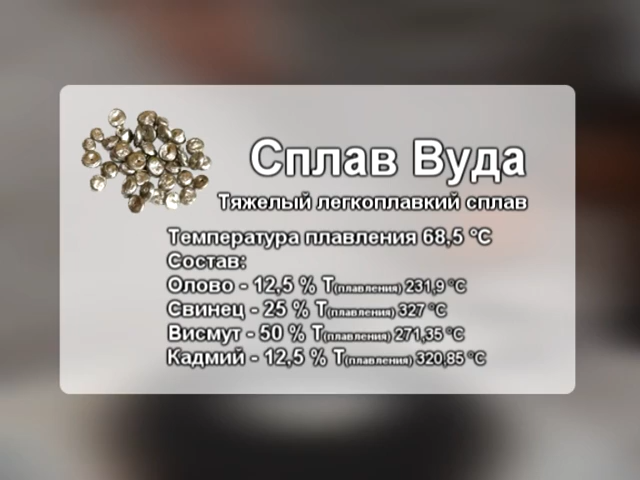 Сплав Вуда
Тяжелый легкоплавкий сплав
Температура плавления 68,5 °C
Состав:
Олово - 12,5 % T(плавления) 231,9 °C
Свинец - 25 % T(плавления) 327 °C
Висмут - 50 % T(плавления) 271,35 °C
Кадмий - 12,5 % T(плавления) 320,85 °C